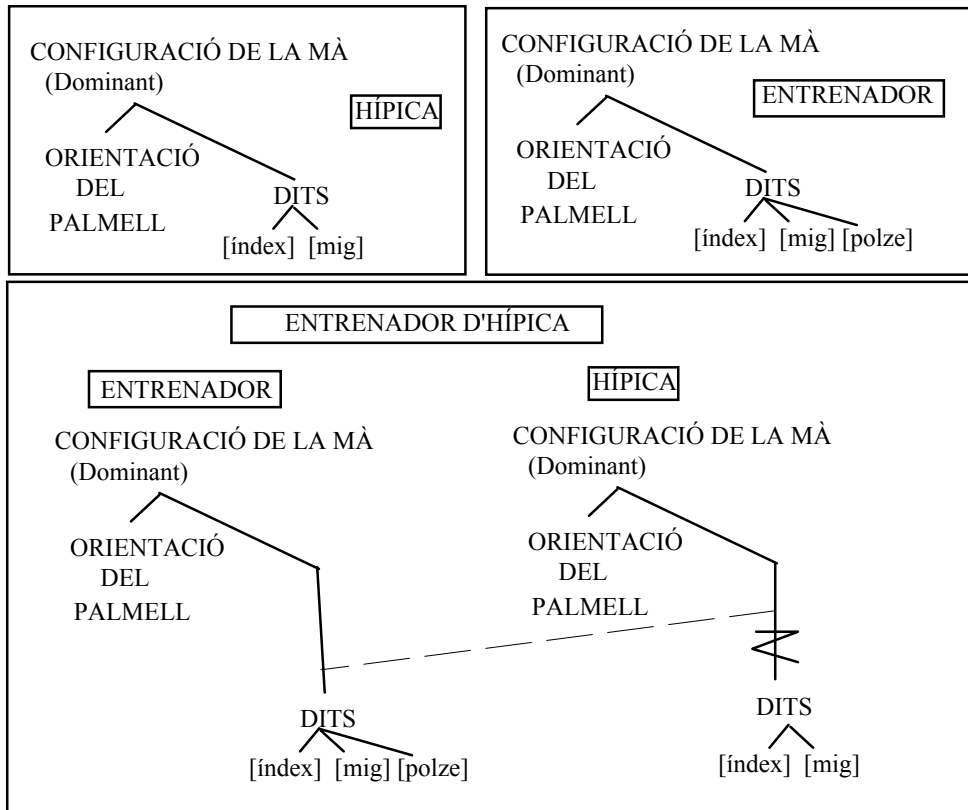 CONFIGURACIÓ DE LA MÀ
(Dominant)
HÍPICA
ORIENTACIÓ
DEL
PALMELL
DITS
[índex] [mig]
CONFIGURACIÓ DE LA MÀ
(Dominant)
ENTRENADOR
ORIENTACIÓ
DEL
PALMELL
DITS
[índex] [mig] [polze]
ENTRENADOR D'HÍPICA
ENTRENADOR
CONFIGURACIÓ DE LA MÀ
(Dominant)
ORIENTACIÓ
DEL
PALMELL
DITS
[índex] [mig] [polze]
HÍPICA
CONFIGURACIÓ DE LA MÀ
(Dominant)
ORIENTACIÓ
DEL
PALMELL
DITS
[índex] [mig]